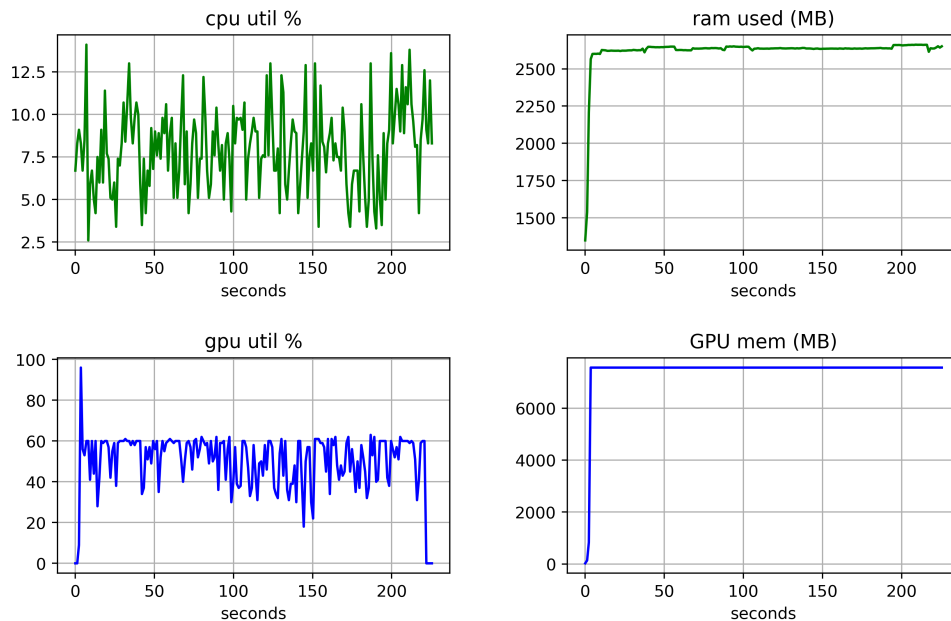 cpu util %
12.5
10.0
7.5
5.0
2.5
0 50 100 150 200
seconds
ram used (MB)
2500
2250
2000
1750
1500
0 50 100 150 200
seconds
gpu util %
100
80
60
40
20
0
0 50 100 150 200
seconds
GPU mem (MB)
6000
4000
2000
0
0 50 100 150 200
seconds